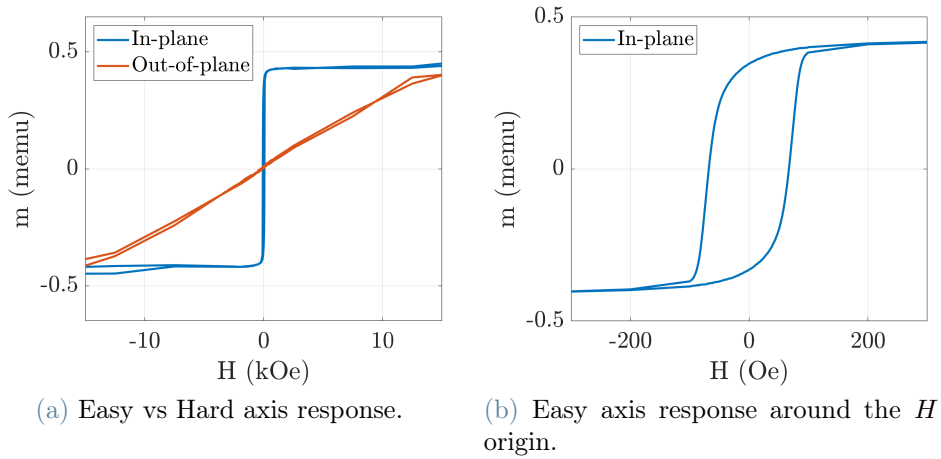 In-plane
Out-of-plane
0.5
0
-0.5
m (memu)
-10
0
10
H (kOe)
(a) Easy vs Hard axis response.
In-plane
0.5
0
-0.5
m (memu)
-200
0
200
H (Oe)
(b) Easy axis response around the H
origin.